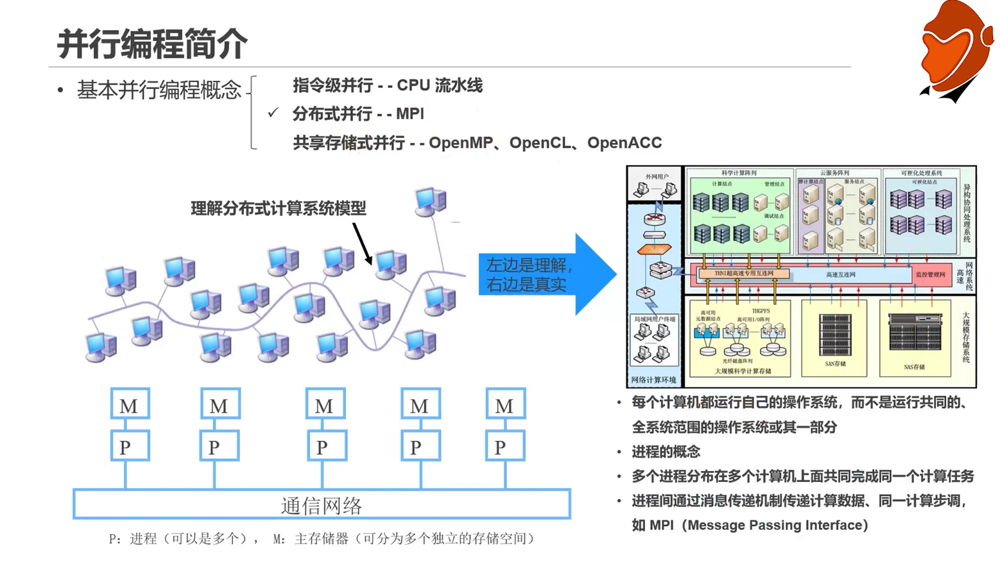 并行编程简介
• 基本并行编程概念
指令级并行 - - CPU 流水线
✓ 分布式并行 - - MPI
共享存储式并行 - - OpenMP、OpenCL、OpenACC
理解分布式计算系统模型
左边是理解，
右边是真实
外网用户
局域网用户终端
网络计算环境
科学计算阵列
计算结点
管理结点
调试结点
云服务阵列
胖计算结点
服务结点
可视化处理系统
可视化结点
异构协同处理系统
THNI超高速专用互连网
高速互连网
监控管理网
高速网络系统
高可用
元数据结点
THGPFS
高可用I/O阵列
光纤磁盘阵列
大规模科学计算存储
SAN存储
NAS存储
大规模存储系统
M
M
M
M
M
P
P
P
P
P
通信网络
P：进程（可以是多个）， M：主存储器（可分为多个独立的存储空间）
• 每个计算机都运行自己的操作系统，而不是运行共同的、
全系统范围的操作系统或其一部分
• 进程的概念
• 多个进程分布在多个计算机上面共同完成同一个计算任务
• 进程间通过消息传递机制传递计算数据、同一计算步调，
如 MPI（Message Passing Interface）